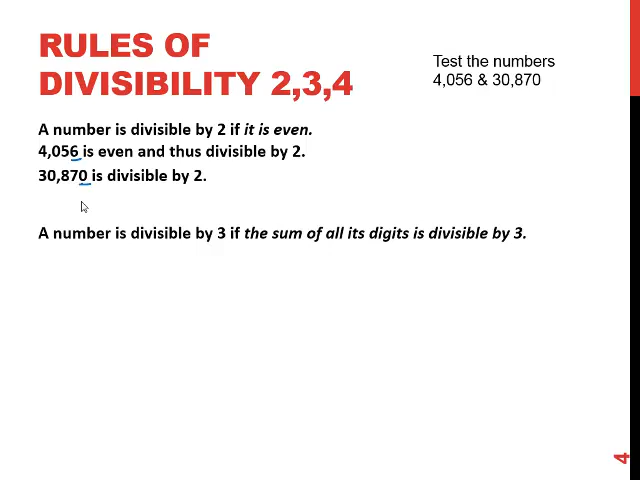 RULES OF
DIVISIBILITY 2,3,4
Test the numbers
4,056 & 30,870
A number is divisible by 2 if it is even.
4,056 is even and thus divisible by 2.
30,870 is divisible by 2.
A number is divisible by 3 if the sum of all its digits is divisible by 3.
4